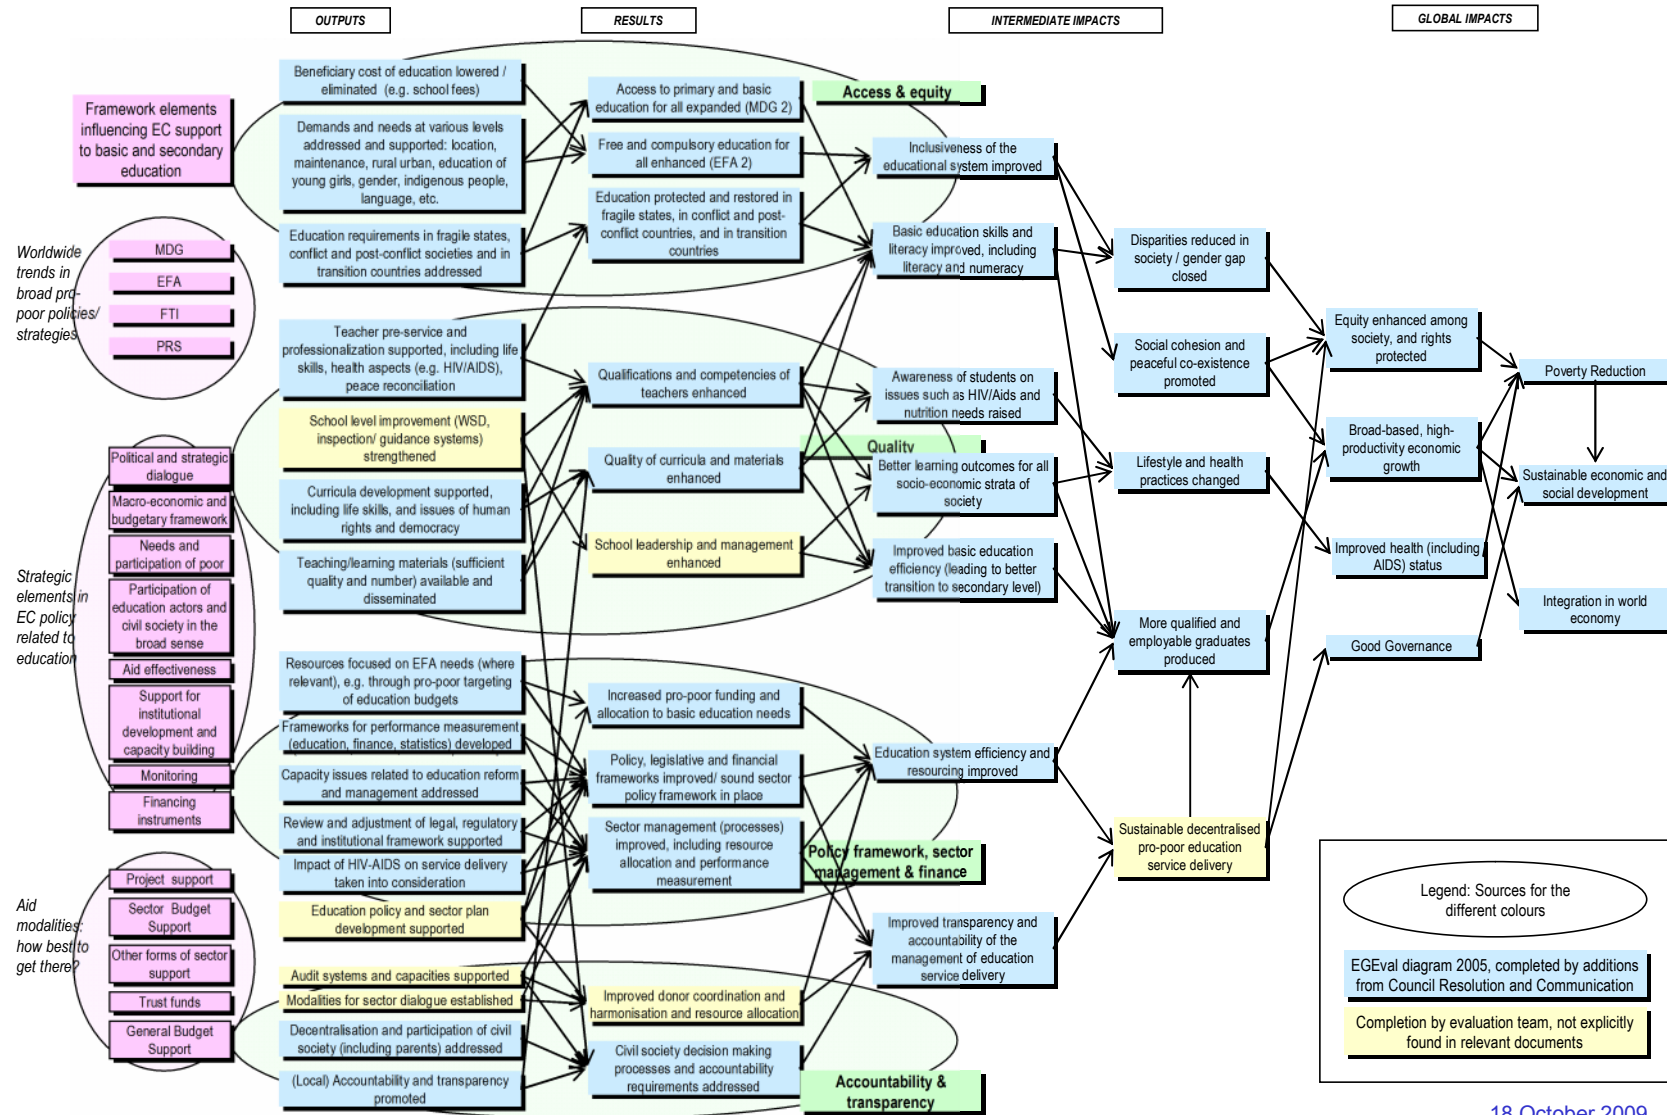 OUTPUTS
RESULTS
INTERMEDIATE IMPACTS
GLOBAL IMPACTS
Framework elements
influencing EC support
to basic and secondary
education
Worldwide
trends in
broad pro-
poor policies/
strategies
MDG
EFA
FTI
PRS
Strategic
elements in
EC policy
related to
education
Political and strategic
dialogue
Macro-economic and
budgetary framework
Needs and
participation of poor
Participation of
education actors and
civil society in the
broad sense
Aid effectiveness
Support for
institutional
development and
capacity building
Monitoring
Financing
instruments
Aid
modalities:
how best to
get there?
Project support
Sector Budget
Support
Other forms of sector
support
Trust funds
General Budget
Support
Beneficiary cost of education lowered /
eliminated (e.g. school fees)
Demands and needs at various levels
addressed and supported: location,
maintenance, rural urban, education of
young girls, gender, indigenous people,
language, etc.
Education requirements in fragile states,
conflict and post-conflict societies and in
transition countries addressed
Teacher pre-service and
professionalization supported, including life
skills, health aspects (e.g. HIV/AIDS),
peace reconciliation
School level improvement (WSD,
inspection/ guidance systems)
strengthened
Curricula development supported,
including life skills, and issues of human
rights and democracy
Teaching/learning materials (sufficient
quality and number) available and
disseminated
Resources focused on EFA needs (where
relevant), e.g. through pro-poor targeting
of education budgets
Frameworks for performance measurement
(education, finance, statistics) developed
Capacity issues related to education reform
and management addressed
Review and adjustment of legal, regulatory
and institutional framework supported
Impact of HIV-AIDS on service delivery
taken into consideration
Education policy and sector plan
development supported
Audit systems and capacities supported
Modalities for sector dialogue established
Decentralisation and participation of civil
society (including parents) addressed
(Local) Accountability and transparency
promoted
Access to primary and basic
education for all expanded (MDG 2)
Free and compulsory education for
all enhanced (EFA 2)
Education protected and restored in
fragile states, in conflict and post-
conflict countries, and in transition
countries
Qualifications and competencies of
teachers enhanced
Quality of curricula and materials
enhanced
School leadership and management
enhanced
Increased pro-poor funding and
allocation to basic education needs
Policy, legislative and financial
frameworks improved/ sound sector
policy framework in place
Sector management (processes)
improved, including resource
allocation and performance
measurement
Improved donor coordination and
harmonisation and resource allocation
Civil society decision making
processes and accountability
requirements addressed
Access & equity
Quality
Policy framework, sector
management & finance
Accountability &
transparency
Inclusiveness of the
educational system improved
Basic education skills and
literacy improved, including
literacy and numeracy
Awareness of students on
issues such as HIV/Aids and
nutrition needs raised
Better learning outcomes for all
socio-economic strata of
society
Improved basic education
efficiency (leading to better
transition to secondary level)
Education system efficiency and
resourcing improved
Improved transparency and
accountability of the
management of education
service delivery
Disparities reduced in
society / gender gap
closed
Social cohesion and
peaceful co-existence
promoted
Lifestyle and health
practices changed
More qualified and
employable graduates
produced
Sustainable decentralised
pro-poor education
service delivery
Equity enhanced among
society, and rights
protected
Broad-based, high-
productivity economic
growth
Improved health (including
AIDS) status
Good Governance
Poverty Reduction
Sustainable economic and
social development
Integration in world
economy
Legend: Sources for the
different colours
EGEval diagram 2005, completed by additions
from Council Resolution and Communication
Completion by evaluation team, not explicitly
found in relevant documents
18 October 2009